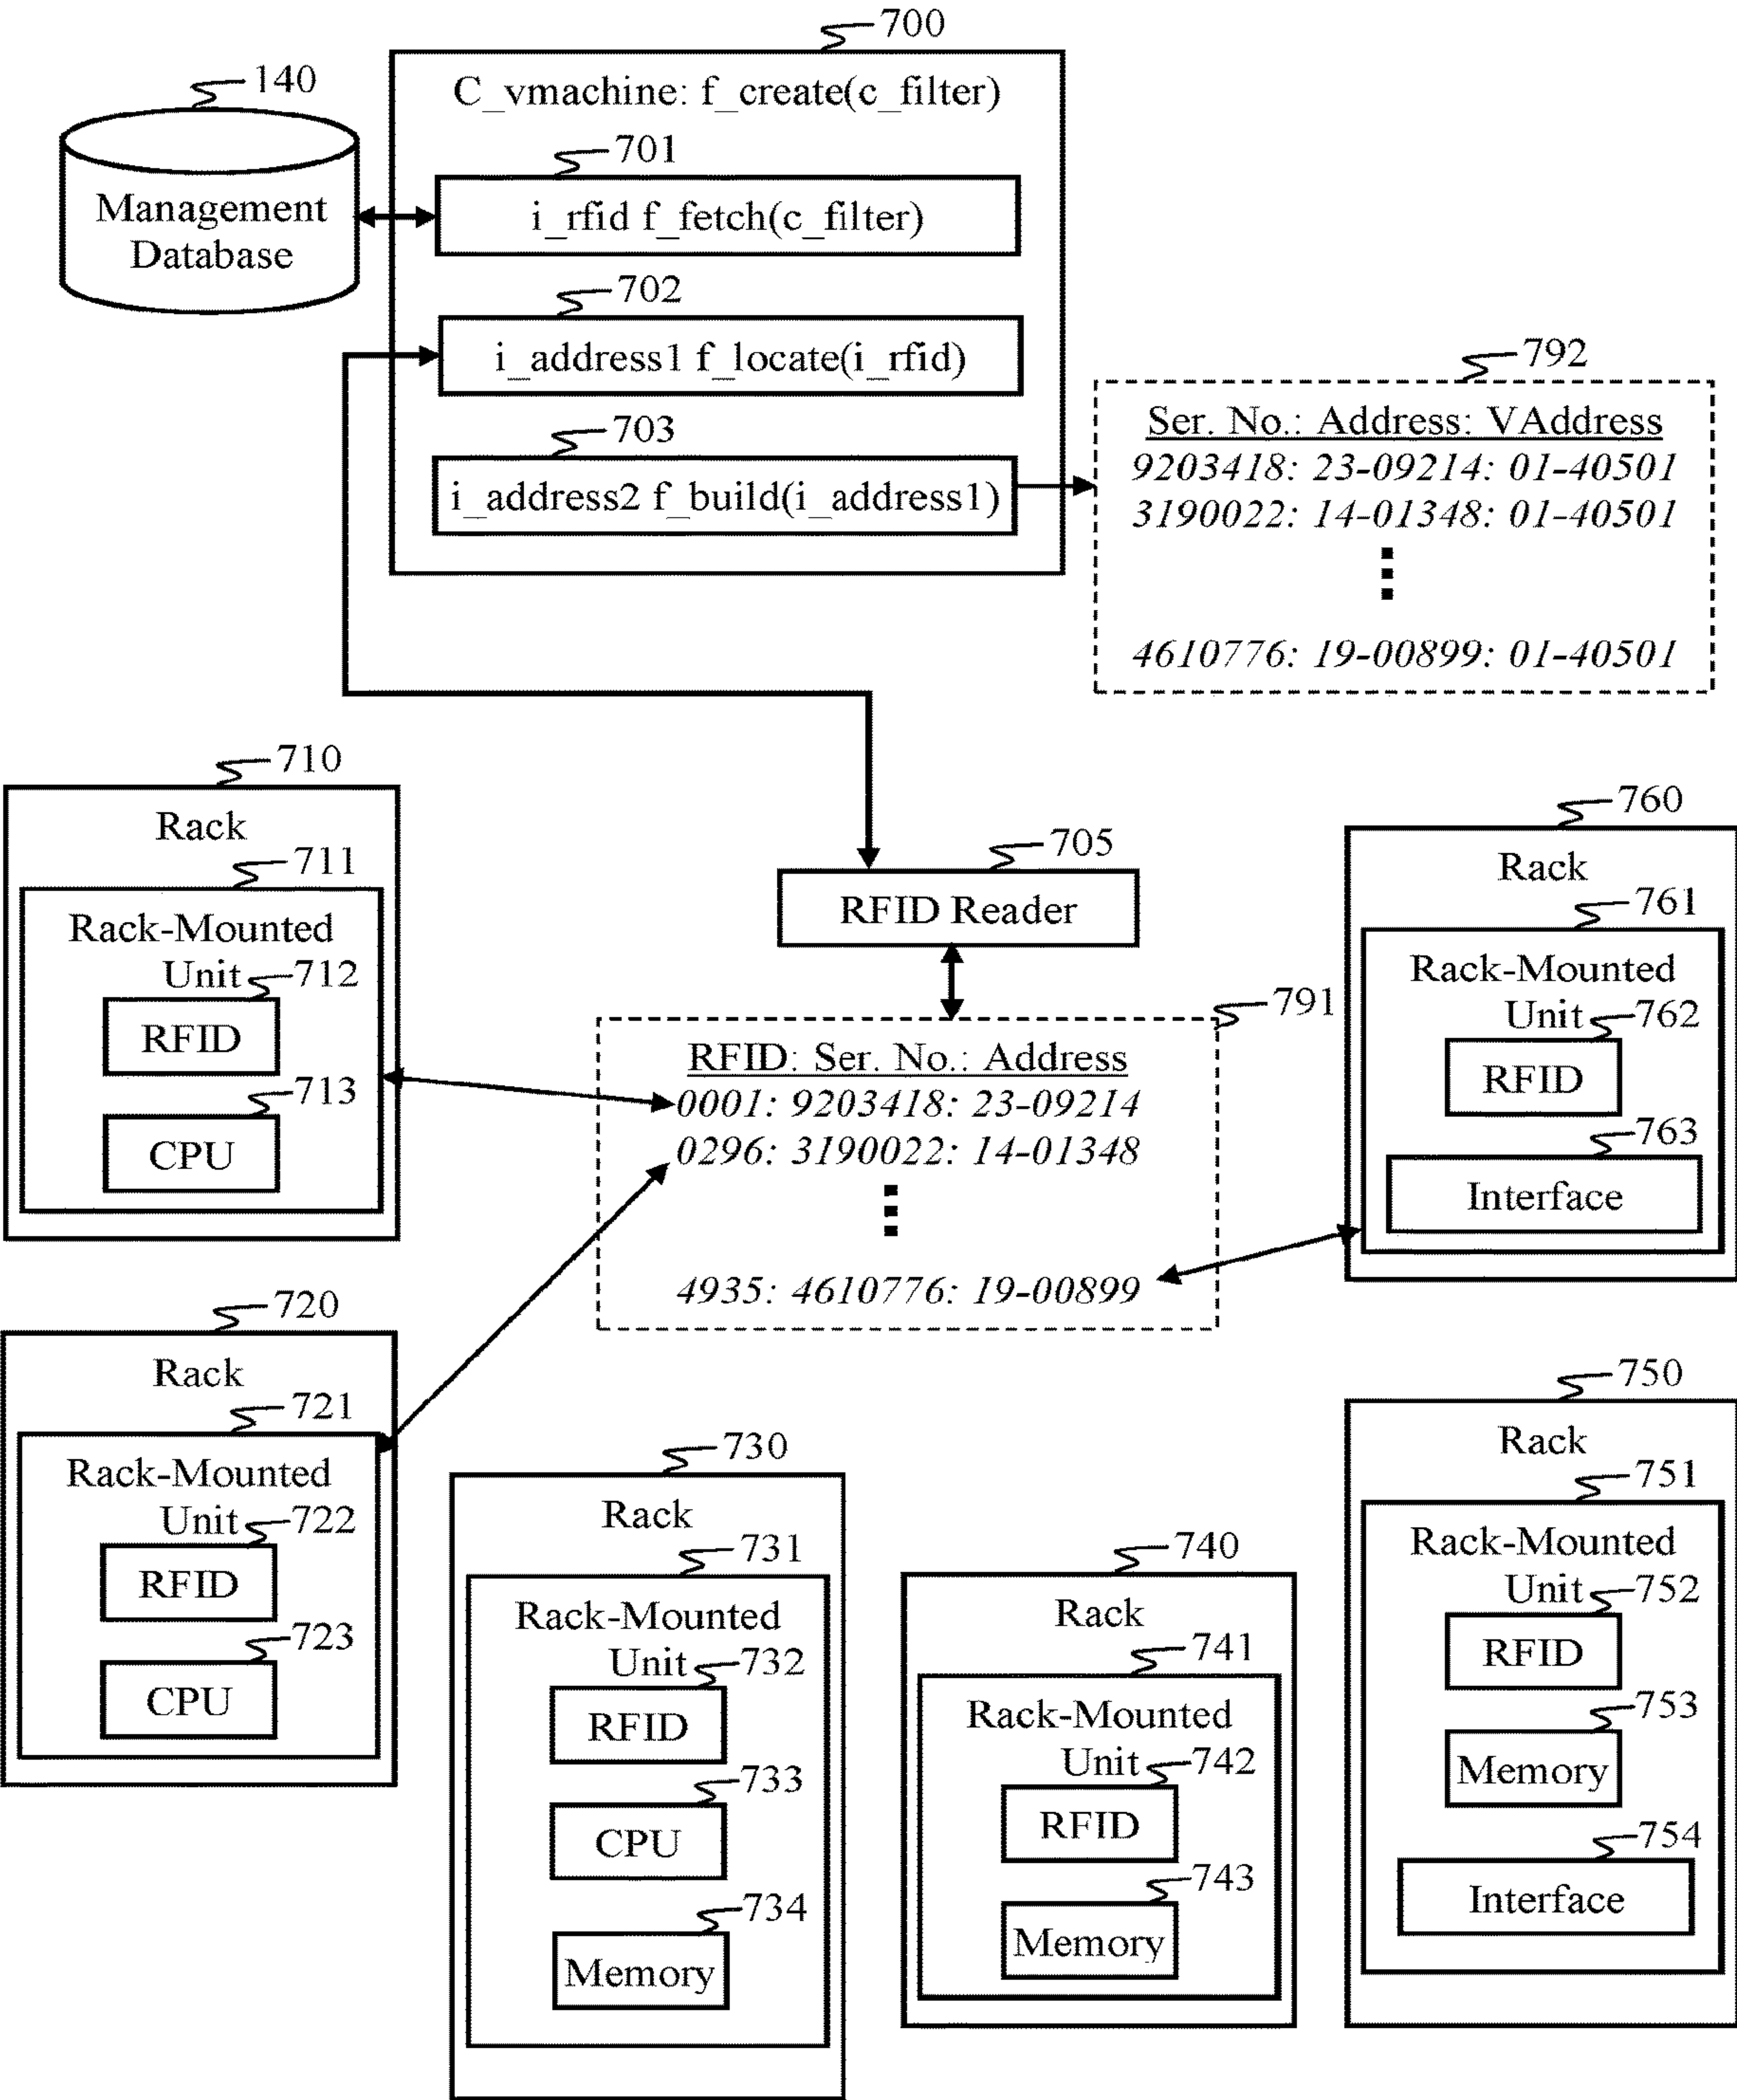 700
140
C_vmachine: f_create(c_filter)
701
Management
Database
i_rfid f_fetch(c_filter)
702
i_address1 f_locate(i_rfid)
792
Ser. No.: Address: VAddress
703
9203418: 23-09214: 01-40501
i_address2 f_build(i_address1)
3190022: 14-01348: 01-40501
4610776: 19-00899: 01-40501
710
Rack
711
Rack-Mounted
Unit
712
RFID
713
CPU
705
RFID Reader
791
RFID: Ser. No.: Address
0001: 9203418: 23-09214
0296: 3190022: 14-01348
4935: 4610776: 19-00899
760
Rack
761
Rack-Mounted
Unit
762
RFID
763
Interface
720
Rack
721
Rack-Mounted
Unit
722
RFID
723
CPU
730
Rack
731
Rack-Mounted
Unit
732
RFID
733
CPU
734
Memory
740
Rack
741
Rack-Mounted
Unit
742
RFID
743
Memory
750
Rack
751
Rack-Mounted
Unit
752
RFID
753
Memory
754
Interface